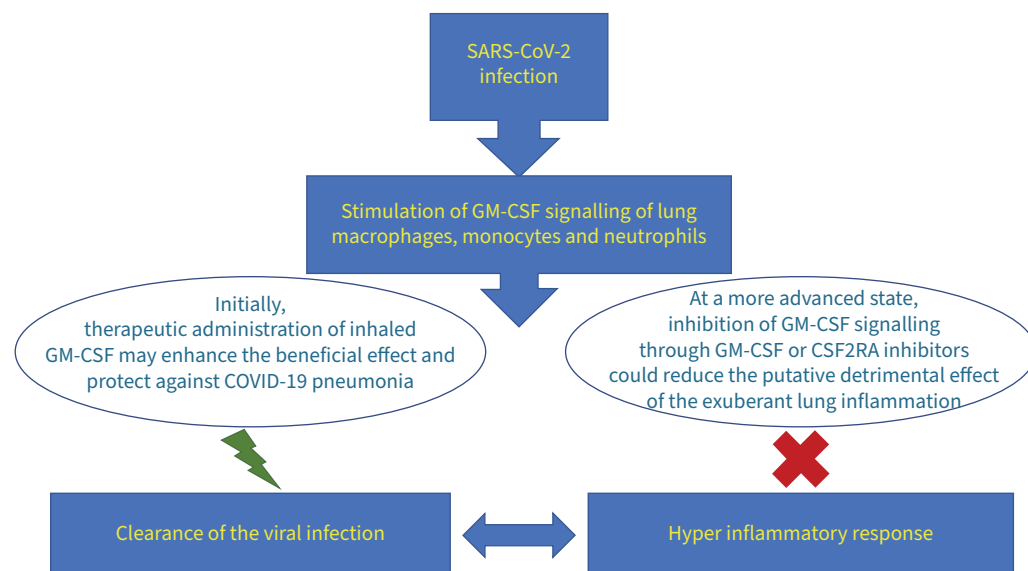 SARS-CoV-2
infection
Stimulation of GM-CSF signalling of lung
macrophages, monocytes and neutrophils
Initially,
therapeutic administration of inhaled
GM-CSF may enhance the beneficial effect and
protect against COVID-19 pneumonia
At a more advanced state,
inhibition of GM-CSF signalling
through GM-CSF or CSF2RA inhibitors
could reduce the putative detrimental effect
of the exuberant lung inflammation
Clearance of the viral infection
Hyper inflammatory response